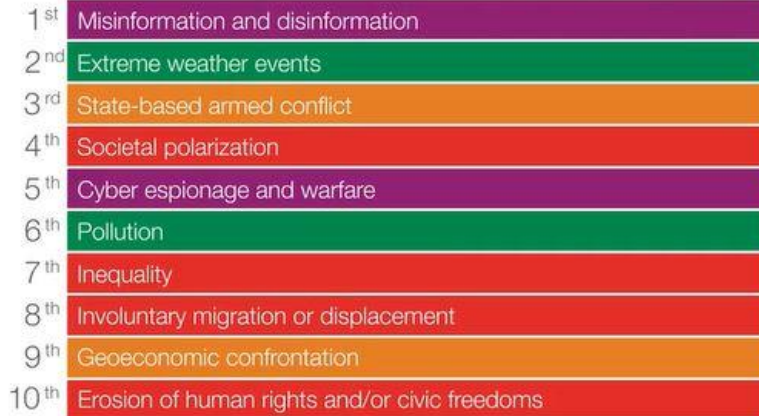 1st Misinformation and disinformation
2nd Extreme weather events
3rd State-based armed conflict
4th Societal polarization
5th Cyber espionage and warfare
6th Pollution
7th Inequality
8th Involuntary migration or displacement
9th Geoeconomic confrontation
10th Erosion of human rights and/or civic freedoms